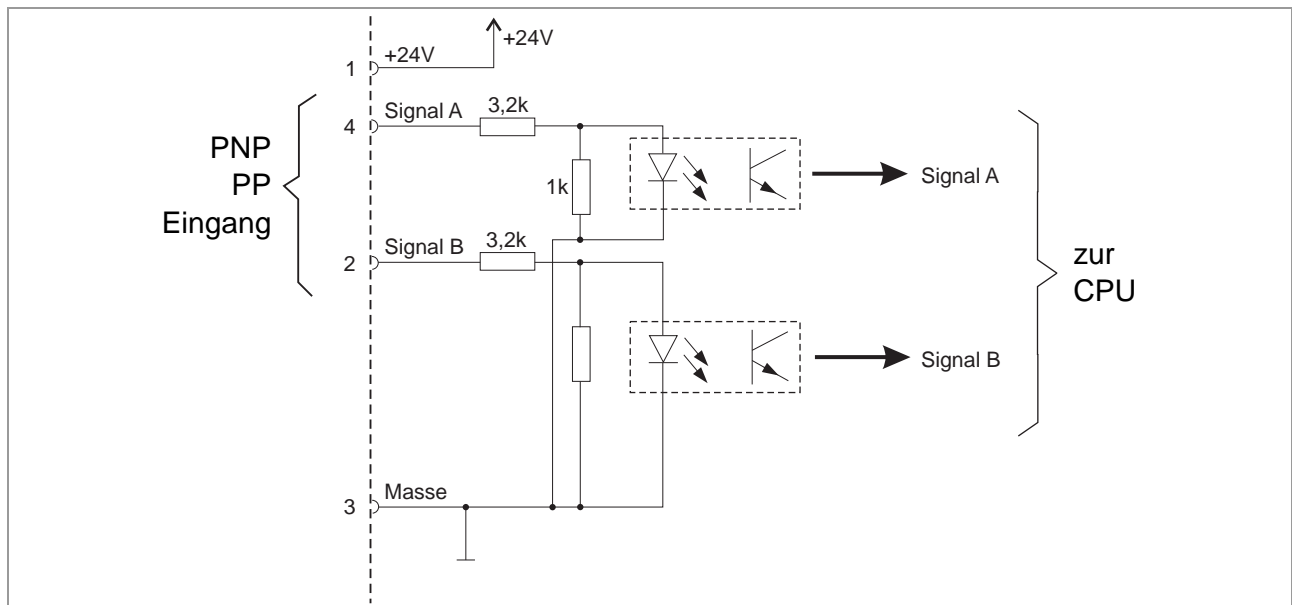 +24V
1
+24V
4
Signal A
3,2k
PNP
PP
Eingang
1k
Signal A
2
Signal B
3,2k
zur
CPU
Signal B
3
Masse